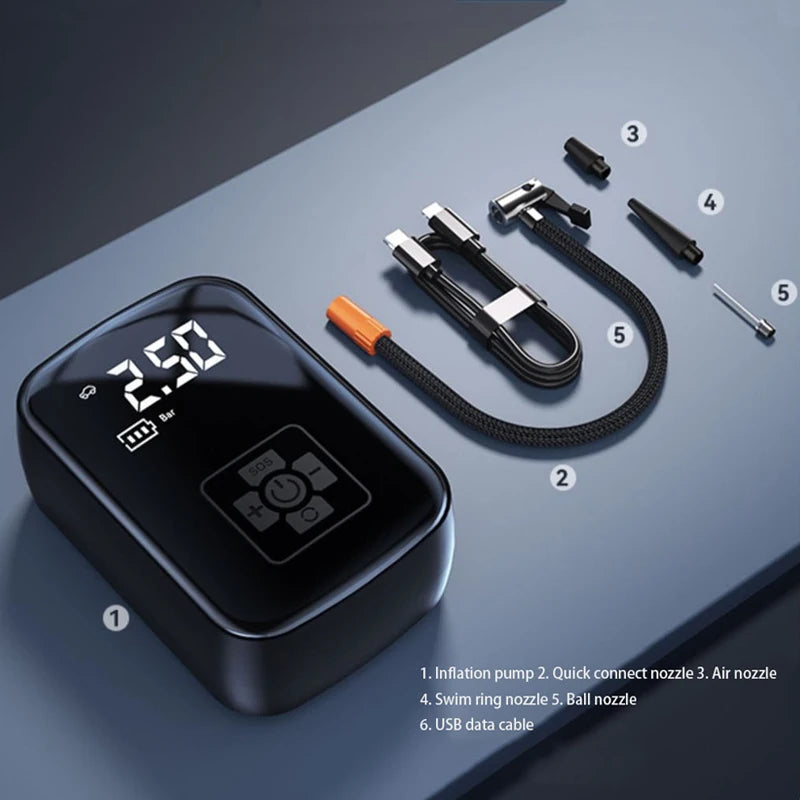 3
4
5
5
2.50
Bar
SOS
2
1
1. Inflation pump 2. Quick connect nozzle 3. Air nozzle
4. Swim ring nozzle 5. Ball nozzle
6. USB data cable